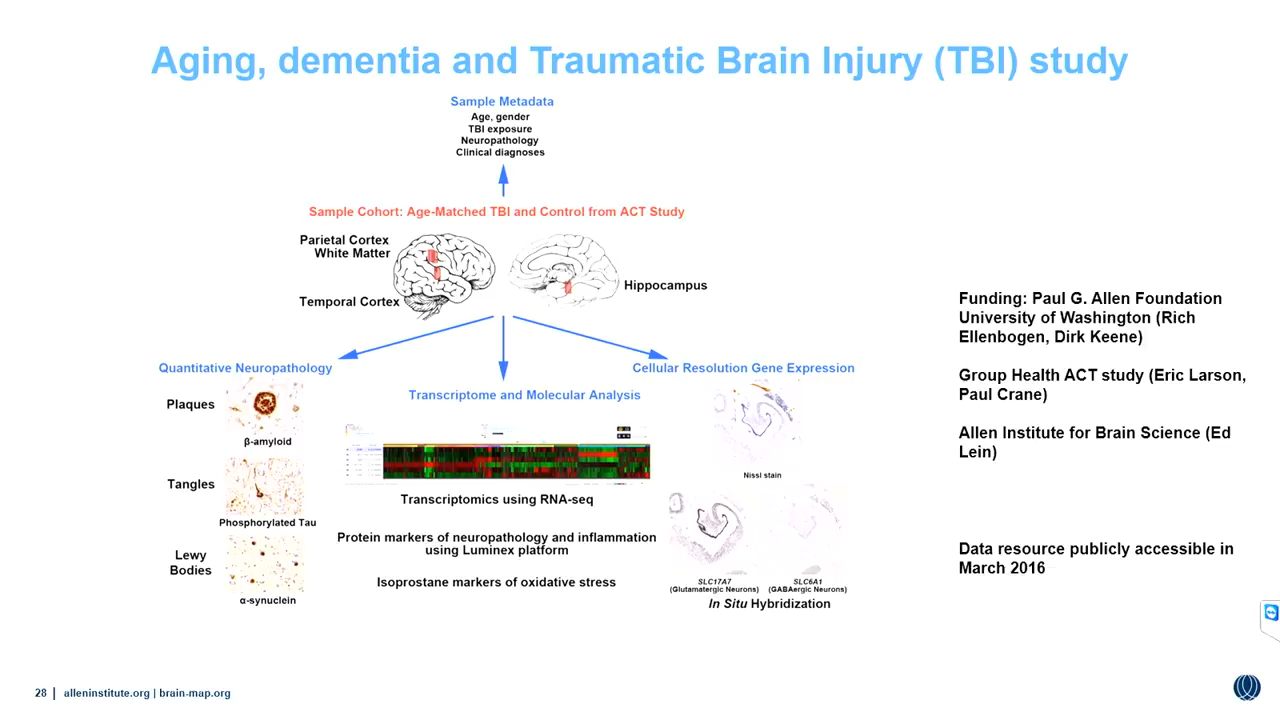 Aging, dementia and Traumatic Brain Injury (TBI) study
Sample Metadata
Age, gender
TBI exposure
Neuropathology
Clinical diagnoses
Sample Cohort: Age-Matched TBI and Control from ACT Study
Parietal Cortex
White Matter
Temporal Cortex
Hippocampus
Quantitative Neuropathology
Plaques
β-amyloid
Tangles
Phosphorylated Tau
Lewy
Bodies
α-synuclein
Transcriptome and Molecular Analysis
Transcriptomics using RNA-seq
Protein markers of neuropathology and inflammation
using Luminex platform
Isoprostane markers of oxidative stress
Cellular Resolution Gene Expression
Nissl stain
SLC17A7
(Glutamatergic Neurons)
SLC6A1
(GABAergic Neurons)
In Situ Hybridization
Funding: Paul G. Allen Foundation
University of Washington (Rich
Ellenbogen, Dirk Keene)
Group Health ACT study (Eric Larson,
Paul Crane)
Allen Institute for Brain Science (Ed
Lein)
Data resource publicly accessible in
March 2016
28 | alleninstitute.org | brain-map.org